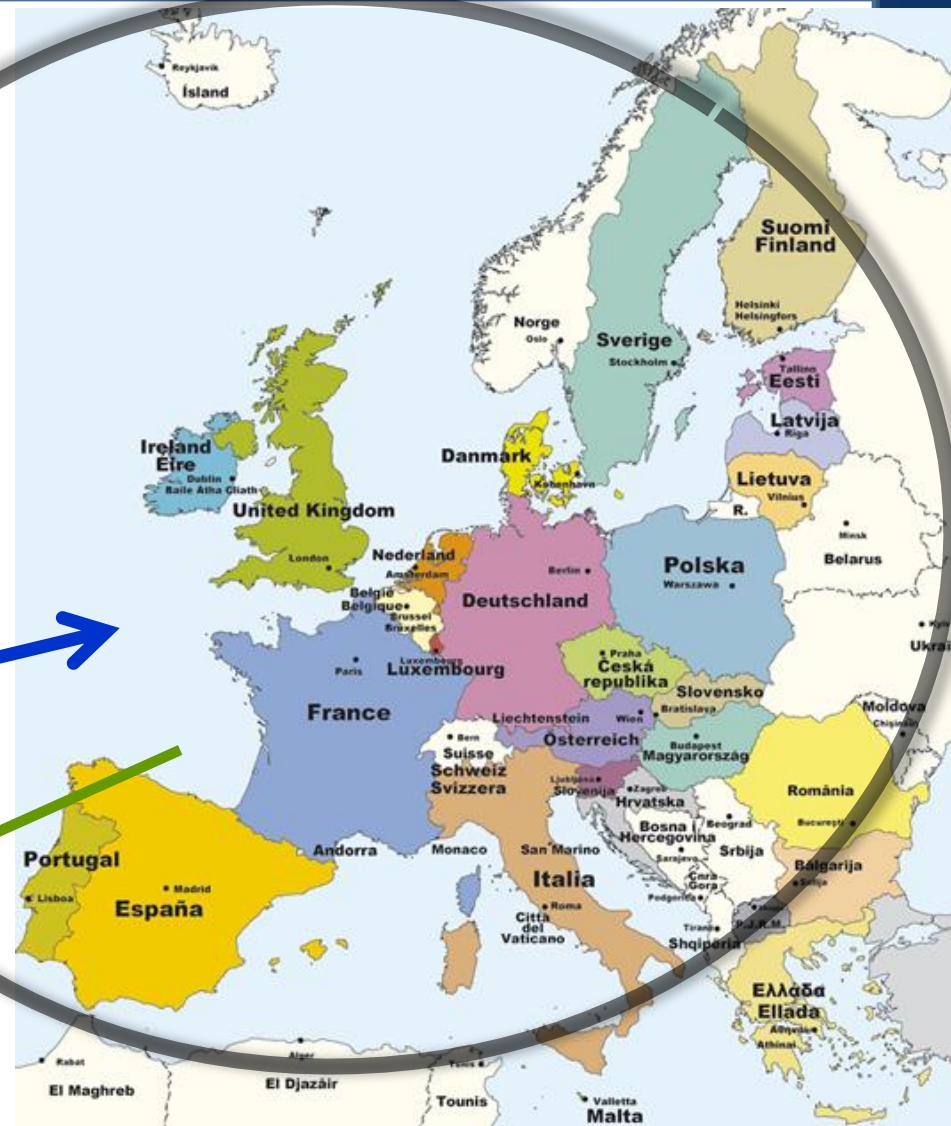 Reykjavik
Ísland
Suomi
Finland
Helsinki
Helsingfors
Norge
Oslo
Sverige
Stockholm
Tallinn
Eesti
Latvija
Riga
Ireland
Éire
Dublin
Baile Átha Cliath
Danmark
København
Lietuva
Vilnius
R.
United Kingdom
London
Minsk
Belarus
Nederland
Amsterdam
Berlin
Polska
Warszawa
België
Belgique
Brussel
Bruxelles
Deutschland
Luxembourg
Luxembourg
Paris
Praha
Česká
republika
Slovensko
Bratislava
France
Liechtenstein
Wien
Österreich
Moldova
Bern
Suisse
Schweiz
Svizzera
Budapest
Magyarország
Ljubljana
Slovenija
Zagreb
Hrvatska
România
București
Bosna i
Hercegovina
Beograd
Srbija
Sarajevo
Andorra
Monaco
San Marino
Portugal
Lisboa
Madrid
España
Italia
Roma
Città
del
Vaticano
Crna
Gora
Podgorica
Bălgarija
Tirana
Shqipëria
P.J.R.M.
Ελλάδα
Ellada
Athinai
Rabat
El Maghreb
Alger
El Djazâir
Tunis
Tounis
Valletta
Malta